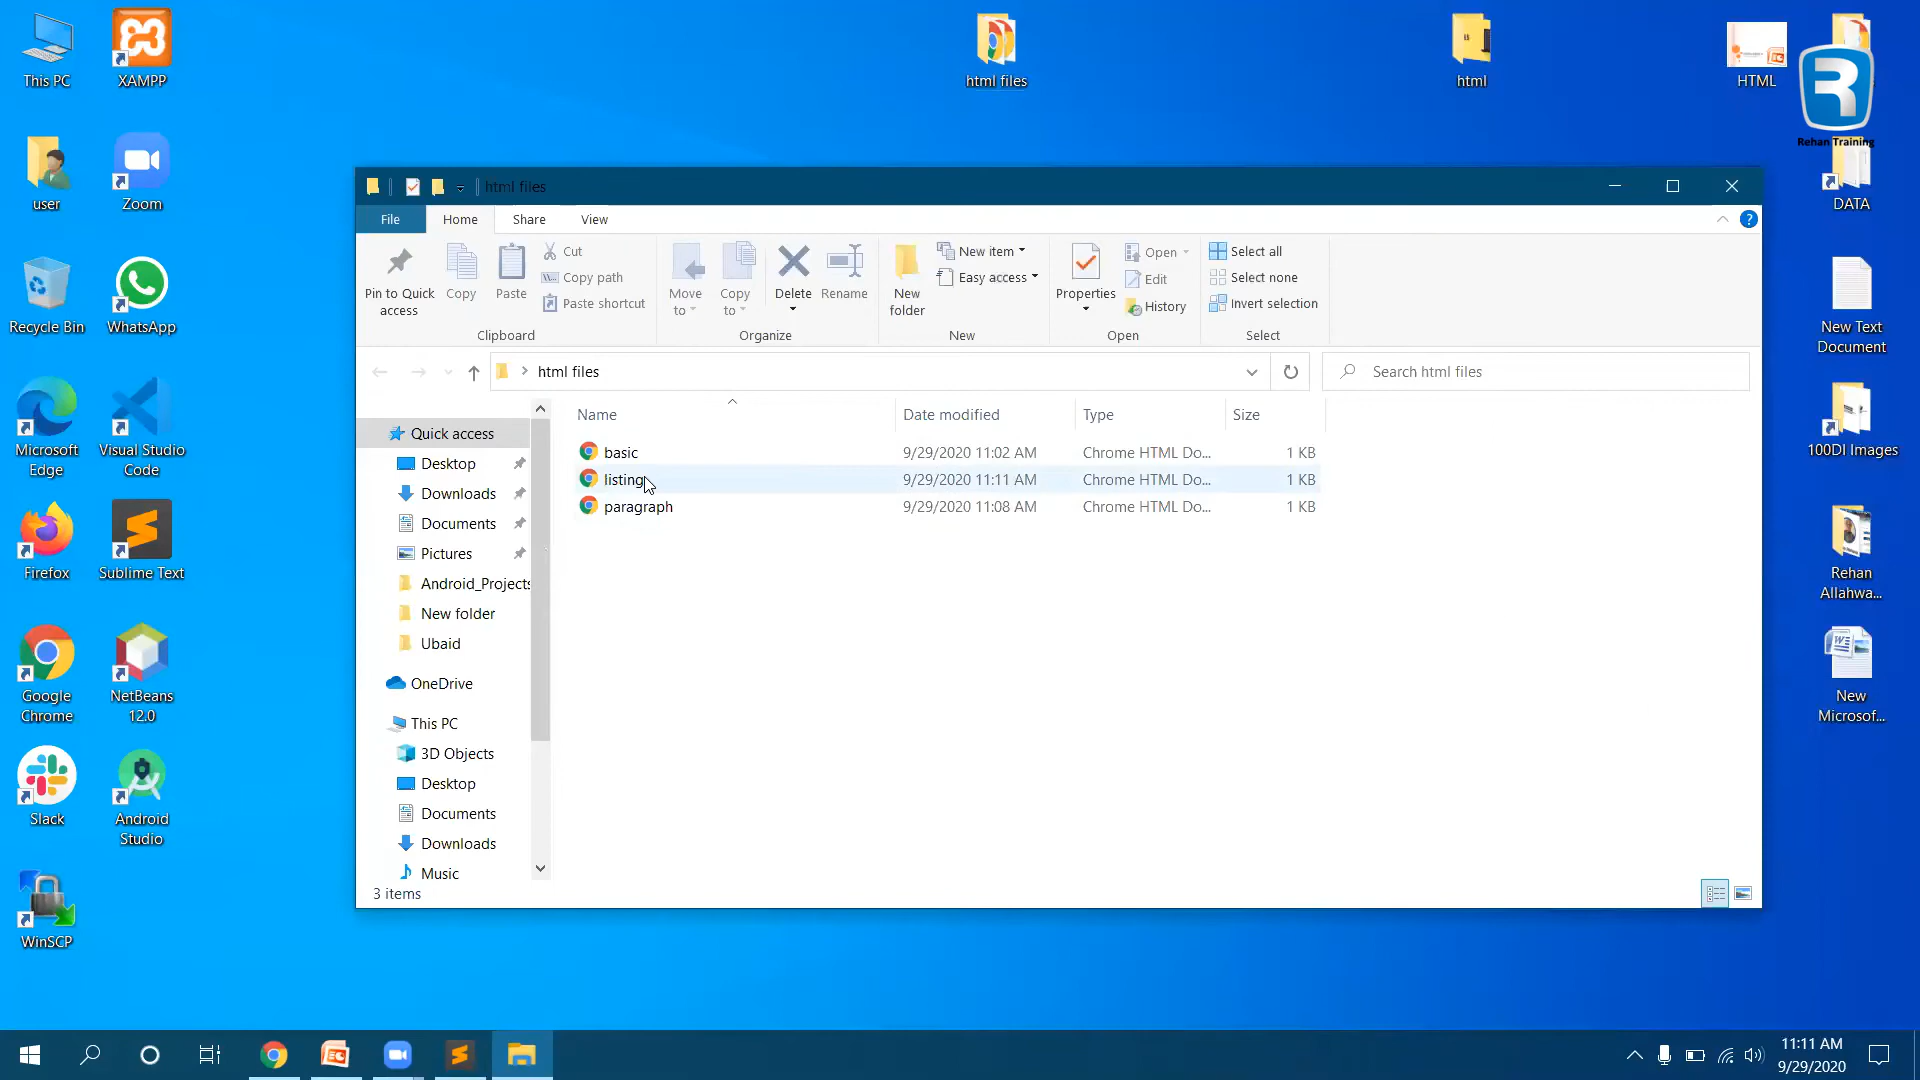 This PC
XAMPP
html files
html
HTML
Rehan Training
user
Zoom
DATA
Recycle Bin
WhatsApp
New Text
Document
Microsoft
Edge
Visual Studio
Code
100DI Images
Firefox
Sublime Text
Rehan
Allahwa...
Google
Chrome
NetBeans
12.0
New
Microsof...
Slack
Android
Studio
WinSCP
html files
File
Home
Share
View
Pin to Quick
access
Copy
Paste
Cut
Copy path
Paste shortcut
Clipboard
Move
to
Copy
to
Delete
Rename
Organize
New
folder
New item
Easy access
New
Properties
Open
Edit
History
Open
Select all
Select none
Invert selection
Select
html files
Search html files
Name Date modified Type Size
basic 9/29/2020 11:02 AM Chrome HTML Do... 1 KB
listing 9/29/2020 11:11 AM Chrome HTML Do... 1 KB
paragraph 9/29/2020 11:08 AM Chrome HTML Do... 1 KB
Quick access
Desktop
Downloads
Documents
Pictures
Android_Projects
New folder
Ubaid
OneDrive
This PC
3D Objects
Desktop
Documents
Downloads
Music
3 items
11:11 AM
9/29/2020